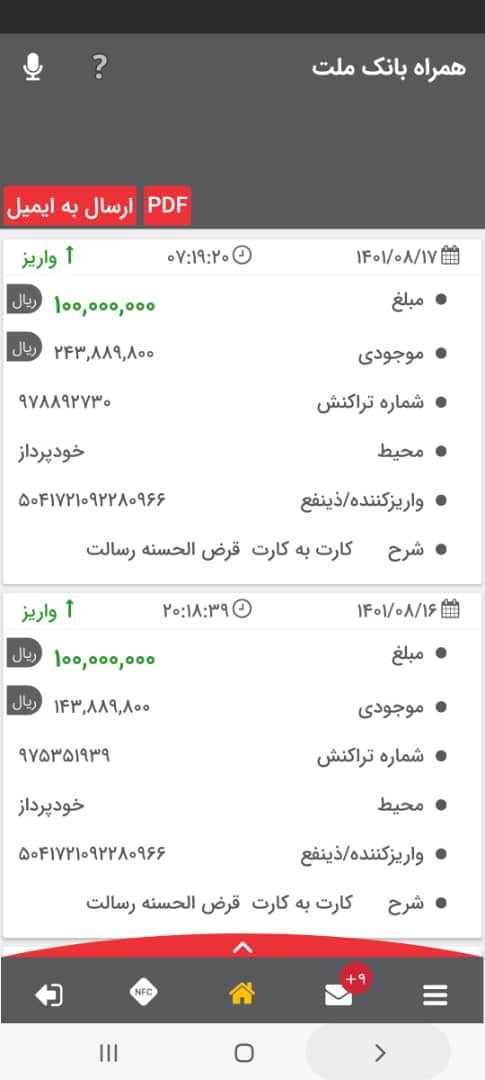 همراه بانک ملت
?
PDF ارسال به ایمیل
۱۴۰۱/۰۸/۱۷ ۰۷:۱۹:۲۰ واریز
مبلغ ۱۰۰,۰۰۰,۰۰۰ ریال
موجودی ۲۴۳,۸۸۹,۸۰۰ ریال
شماره تراکنش ۹۷۸۸۹۲۷۳۰
محیط خودپرداز
واریزکننده/ذینفع ۵۰۴۱۷۲۱۰۹۲۲۸۰۹۶۶
شرح کارت به کارت قرض الحسنه رسالت
۱۴۰۱/۰۸/۱۶ ۲۰:۱۸:۳۹ واریز
مبلغ ۱۰۰,۰۰۰,۰۰۰ ریال
موجودی ۱۴۳,۸۸۹,۸۰۰ ریال
شماره تراکنش ۹۷۵۳۵۱۹۳۹
محیط خودپرداز
واریزکننده/ذینفع ۵۰۴۱۷۲۱۰۹۲۲۸۰۹۶۶
شرح کارت به کارت قرض الحسنه رسالت
+۹
NFC